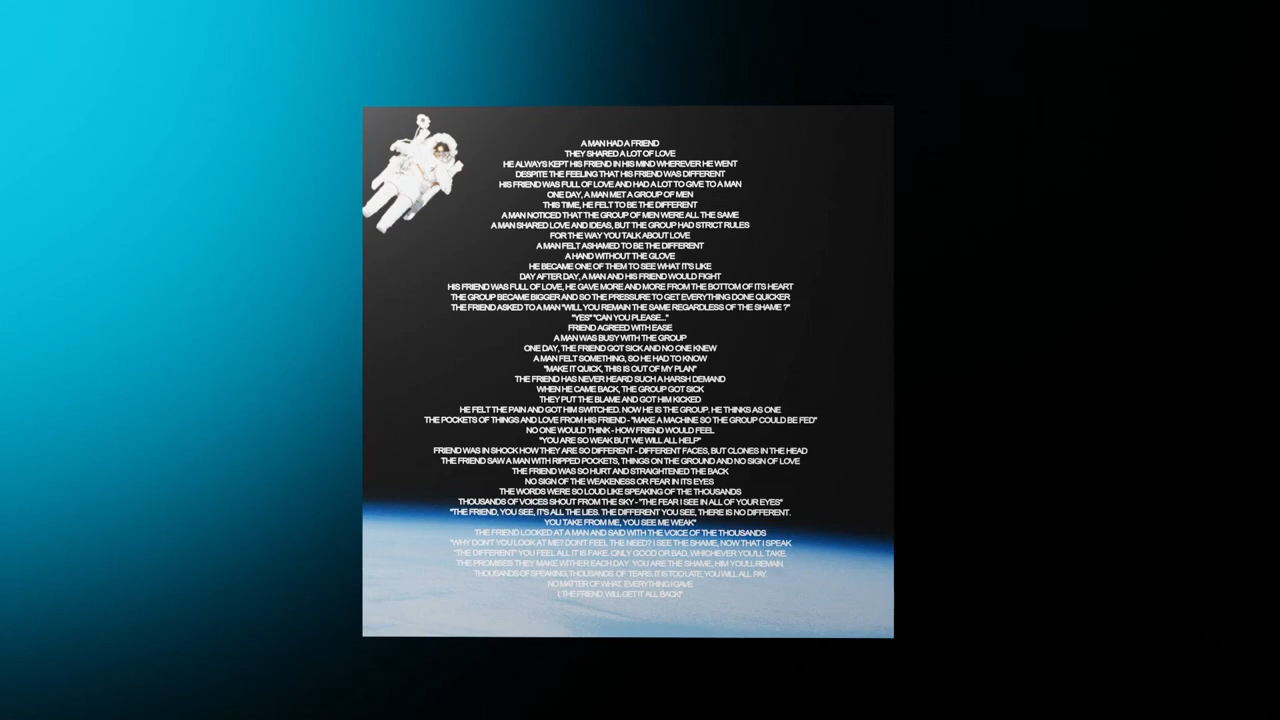 A MAN HAD A FRIEND
THEY SHARED A LOT OF LOVE
HE ALWAYS KEPT HIS FRIEND IN HIS MIND WHEREVER HE WENT
DESPITE THE FEELING THAT HIS FRIEND WAS DIFFERENT
HIS FRIEND WAS FULL OF LOVE AND HAD A LOT TO GIVE TO A MAN
ONE DAY, A MAN MET A GROUP OF MEN
THIS TIME, HE FELT TO BE THE DIFFERENT
A MAN NOTICED THAT THE GROUP OF MEN WERE ALL THE SAME
A MAN SHARED LOVE AND IDEAS, BUT THE GROUP HAD STRICT RULES
FOR THE WAY YOU TALK ABOUT LOVE
A MAN FELT ASHAMED TO BE THE DIFFERENT
A HAND WITHOUT THE GLOVE
HE BECAME ONE OF THEM TO SEE WHAT IT'S LIKE
DAY AFTER DAY, A MAN AND HIS FRIEND WOULD FIGHT
HIS FRIEND WAS FULL OF LOVE, HE GAVE MORE AND MORE FROM THE BOTTOM OF ITS HEART
THE GROUP BECAME BIGGER AND SO THE PRESSURE TO GET EVERYTHING DONE QUICKER
THE FRIEND ASKED TO A MAN "WILL YOU REMAIN THE SAME REGARDLESS OF THE SHAME ?"
"YES" "CAN YOU PLEASE..."
FRIEND AGREED WITH EASE
A MAN WAS BUSY WITH THE GROUP
ONE DAY, THE FRIEND GOT SICK AND NO ONE KNEW
A MAN FELT SOMETHING, SO HE HAD TO KNOW
"MAKE IT QUICK, THIS IS OUT OF MY PLAN"
THE FRIEND HAS NEVER HEARD SUCH A HARSH DEMAND
WHEN HE CAME BACK, THE GROUP GOT SICK
THEY PUT THE BLAME AND GOT HIM KICKED
HE FELT THE PAIN AND GOT HIM SWITCHED. NOW HE IS THE GROUP. HE THINKS AS ONE
THE POCKETS OF THINGS AND LOVE FROM HIS FRIEND - "MAKE A MACHINE SO THE GROUP COULD BE FED"
NO ONE WOULD THINK - HOW FRIEND WOULD FEEL
"YOU ARE SO WEAK BUT WE WILL ALL HELP"
FRIEND WAS IN SHOCK HOW THEY ARE SO DIFFERENT - DIFFERENT FACES, BUT CLONES IN THE HEAD
THE FRIEND SAW A MAN WITH RIPPED POCKETS, THINGS ON THE GROUND AND NO SIGN OF LOVE
THE FRIEND WAS SO HURT AND STRAIGHTENED THE BACK
NO SIGN OF THE WEAKNESS OR FEAR IN ITS EYES
THE WORDS WERE SO LOUD LIKE SPEAKING OF THE THOUSANDS
THOUSANDS OF VOICES SHOUT FROM THE SKY - "THE FEAR I SEE IN ALL OF YOUR EYES"
"THE FRIEND, YOU SEE, IT'S ALL THE LIES. THE DIFFERENT YOU SEE, THERE IS NO DIFFERENT.
YOU TAKE FROM ME, YOU SEE ME WEAK"
THE FRIEND LOOKED AT A MAN AND SAID WITH THE VOICE OF THE THOUSANDS
"WHY DON'T YOU LOOK AT ME? DON'T FEEL THE NEED? I SEE THE SHAME, NOW THAT I SPEAK
"THE DIFFERENT" YOU FEEL ALL IT IS FAKE. ONLY GOOD OR BAD, WHICHEVER YOU'LL TAKE.
THE PROMISES THEY MAKE WITHER EACH DAY. YOU ARE THE SHAME, HIM YOU'LL REMAIN.
THOUSANDS OF SPEAKING, THOUSANDS OF TEARS. IT IS TOO LATE, YOU WILL ALL PAY.
NO MATTER OF WHAT, EVERYTHING I GAVE
I, THE FRIEND, WILL GET IT ALL BACK!"